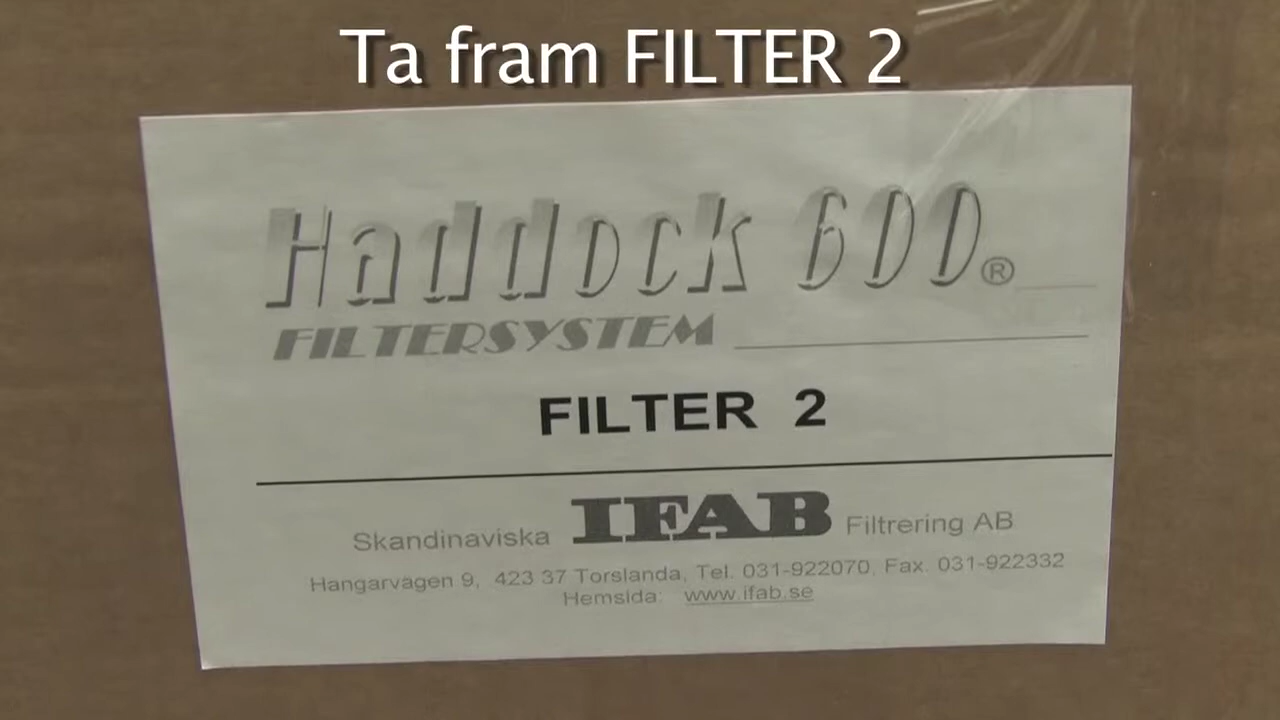 Ta fram FILTER 2
Haddock 600®
FILTERSYSTEM
FILTER 2
Skandinaviska IFAB Filtrering AB
Hangarvägen 9, 423 37 Torslanda, Tel. 031-922070, Fax. 031-922332
Hemsida: www.ifab.se